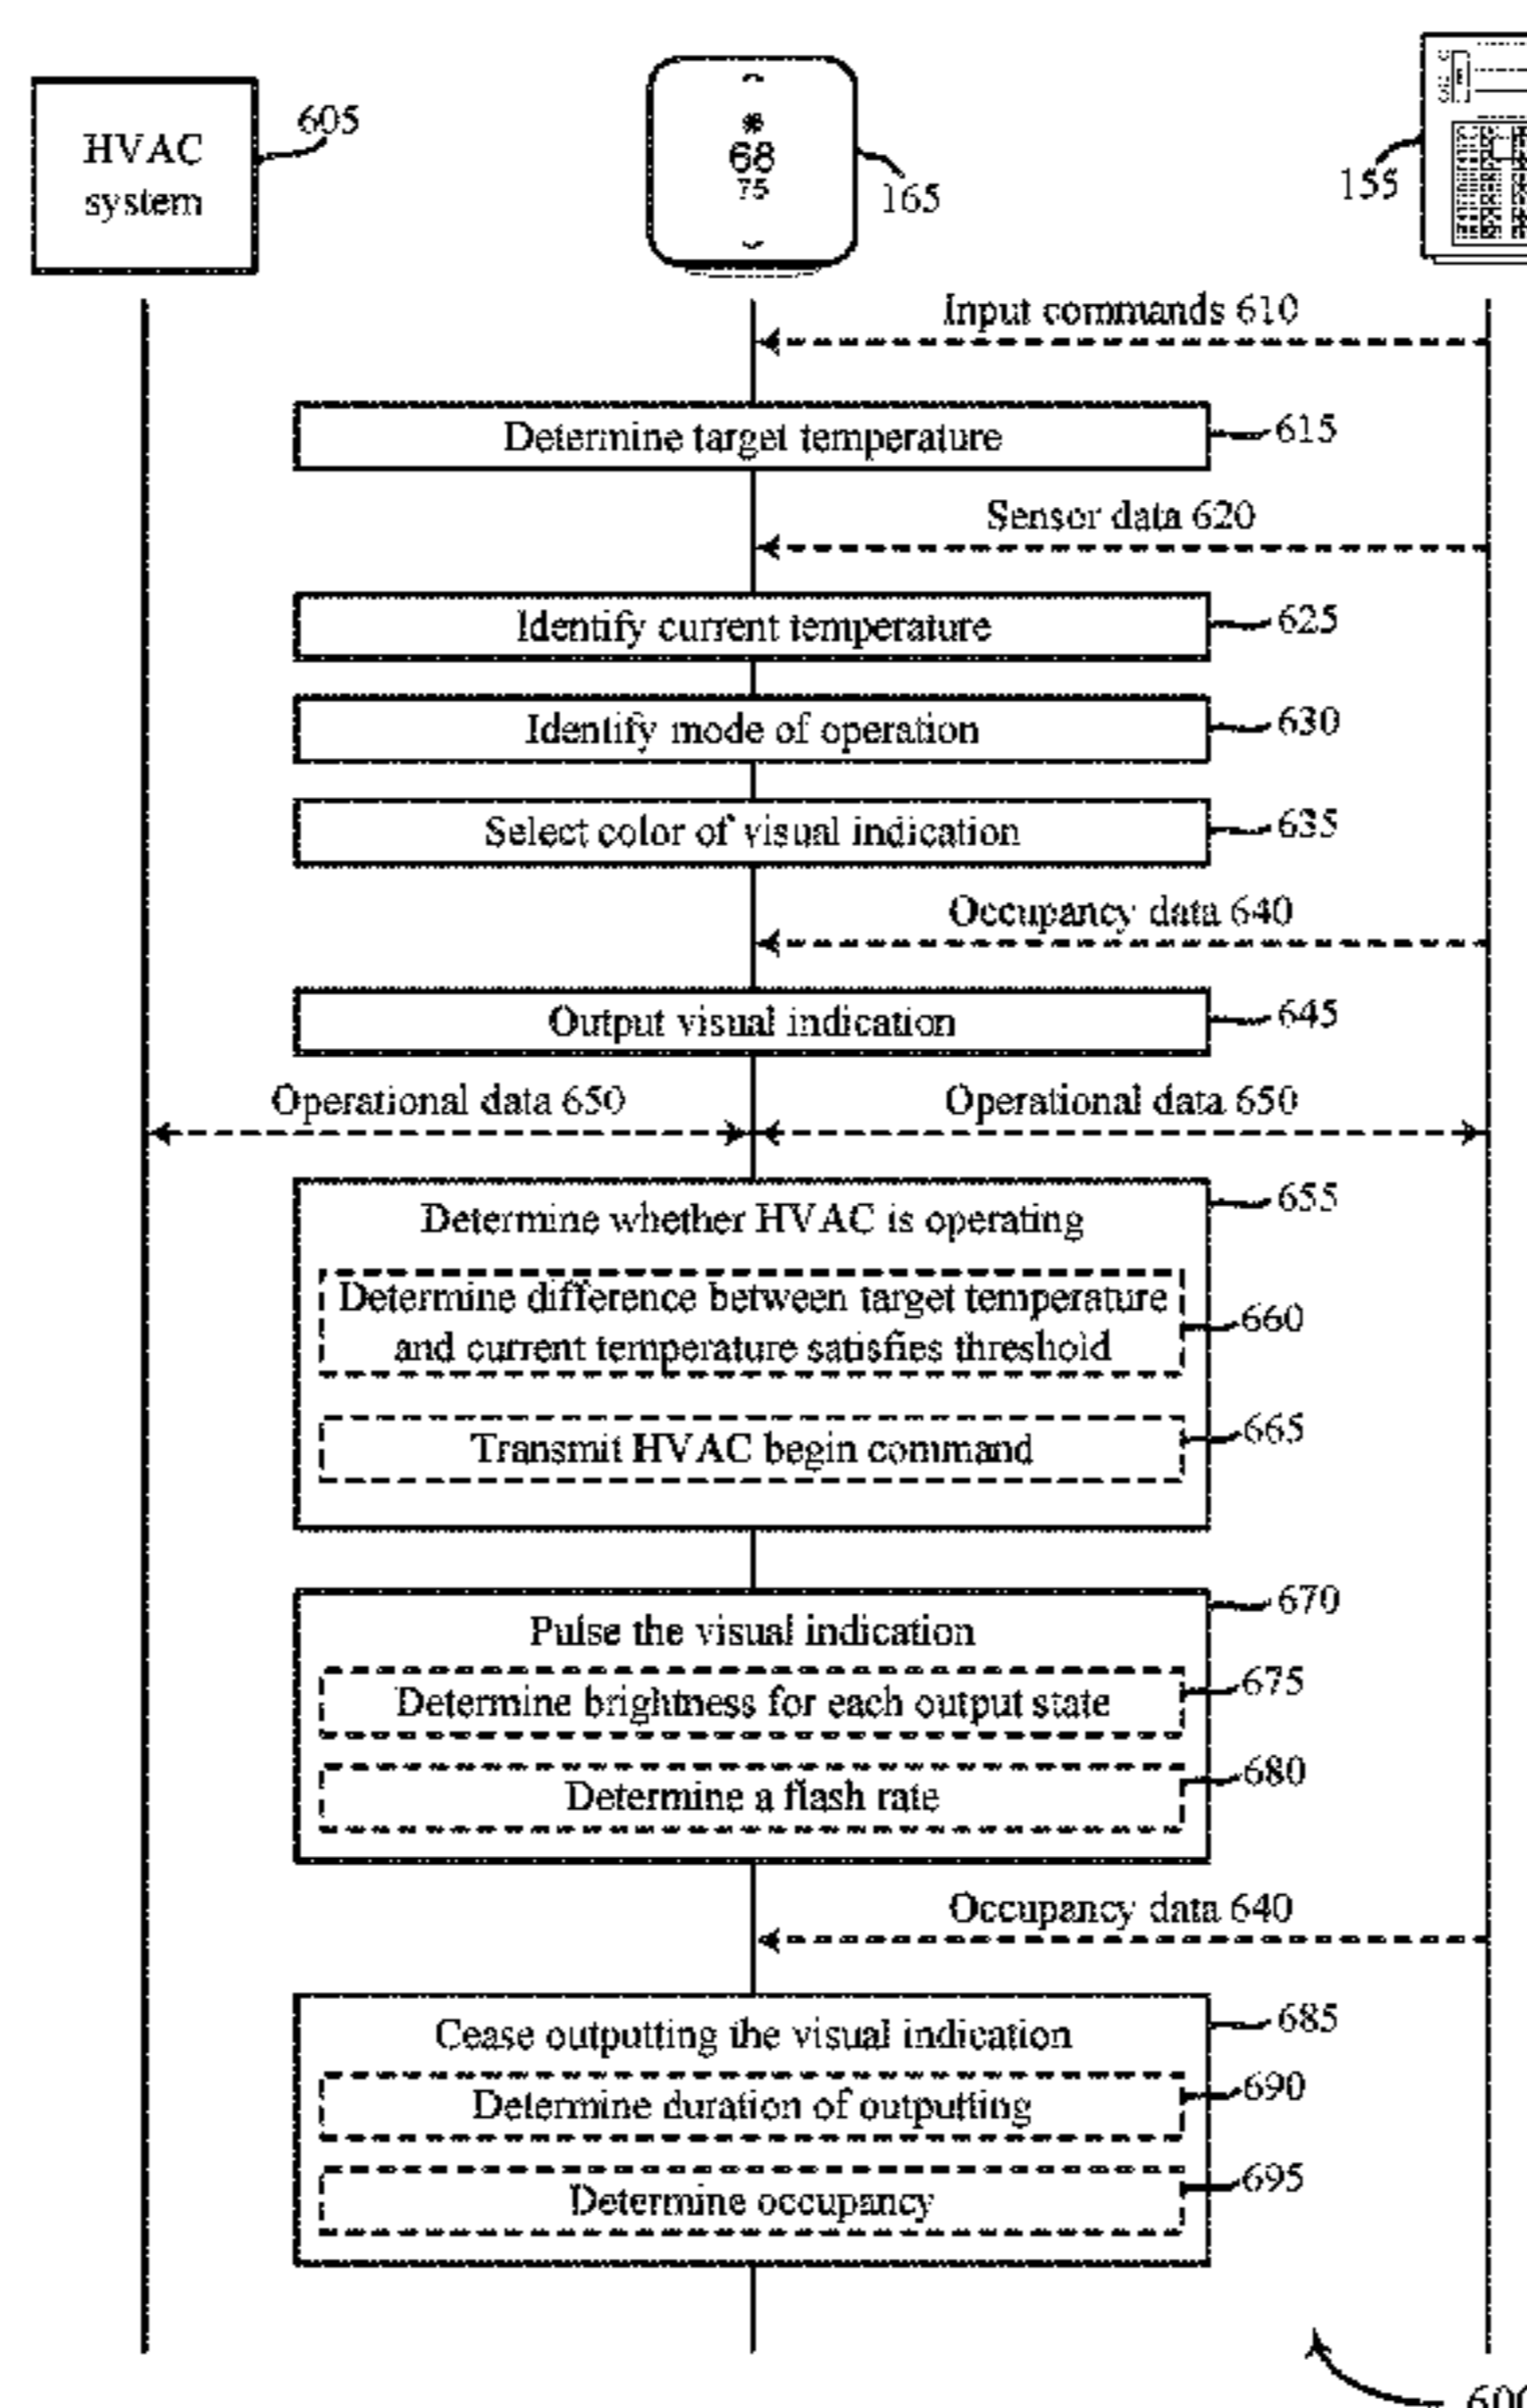 HVAC
system
605
68
75
165
155
Input commands 610
Determine target temperature
615
Sensor data 620
Identify current temperature
625
Identify mode of operation
630
Select color of visual indication
635
Occupancy data 640
Output visual indication
645
Operational data 650
Operational data 650
Determine whether HVAC is operating
655
Determine difference between target temperature
and current temperature satisfies threshold
660
Transmit HVAC begin command
665
Pulse the visual indication
670
Determine brightness for each output state
675
Determine a flash rate
680
Occupancy data 640
Cease outputting the visual indication
685
Determine duration of outputting
690
Determine occupancy
695